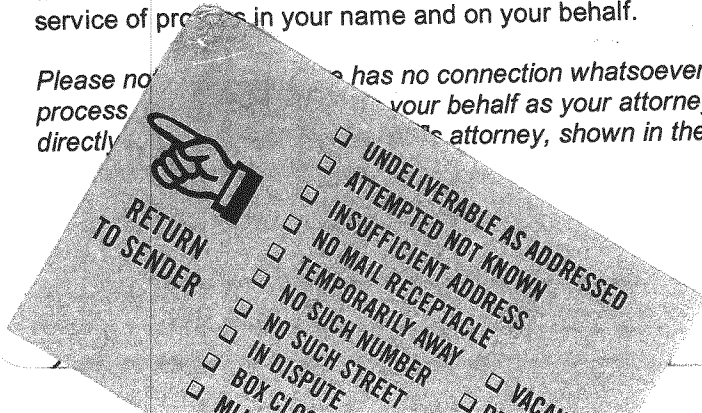 service of process in your name and on your behalf.
Please has no connection whatsoever
process your behalf as your attorney
directly attorney, shown in the
RETURN
TO SENDER
UNDELIVERABLE AS ADDRESSED
ATTEMPTED NOT KNOWN
INSUFFICIENT ADDRESS
NO MAIL RECEPTACLE
TEMPORARILY AWAY
NO SUCH NUMBER
NO SUCH STREET
IN DISPUTE
BOX